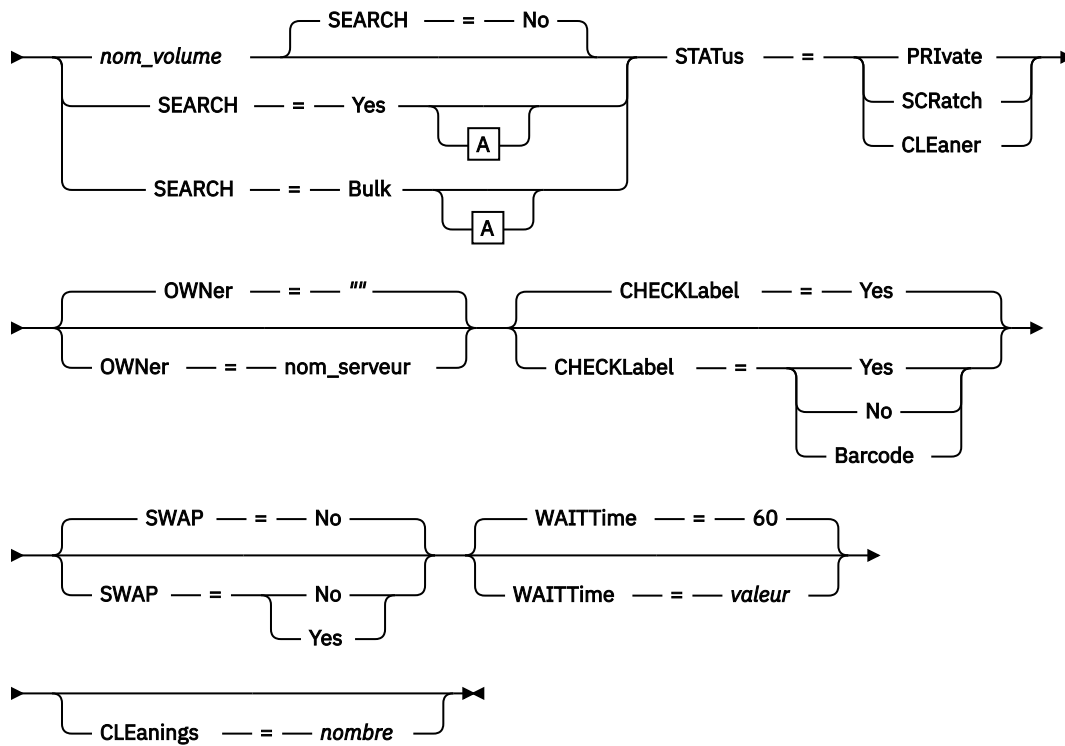 SEARCH = No
nom_volume STATus = PRIvate
SEARCH = Yes SCRatch
A CLEaner
SEARCH = Bulk
A
OWNer = "" CHECKLabel = Yes
OWNer = nom_serveur CHECKLabel = Yes
No
Barcode
SWAP = No WAITTime = 60
SWAP = No WAITTime = valeur
Yes
CLEanings = nombre